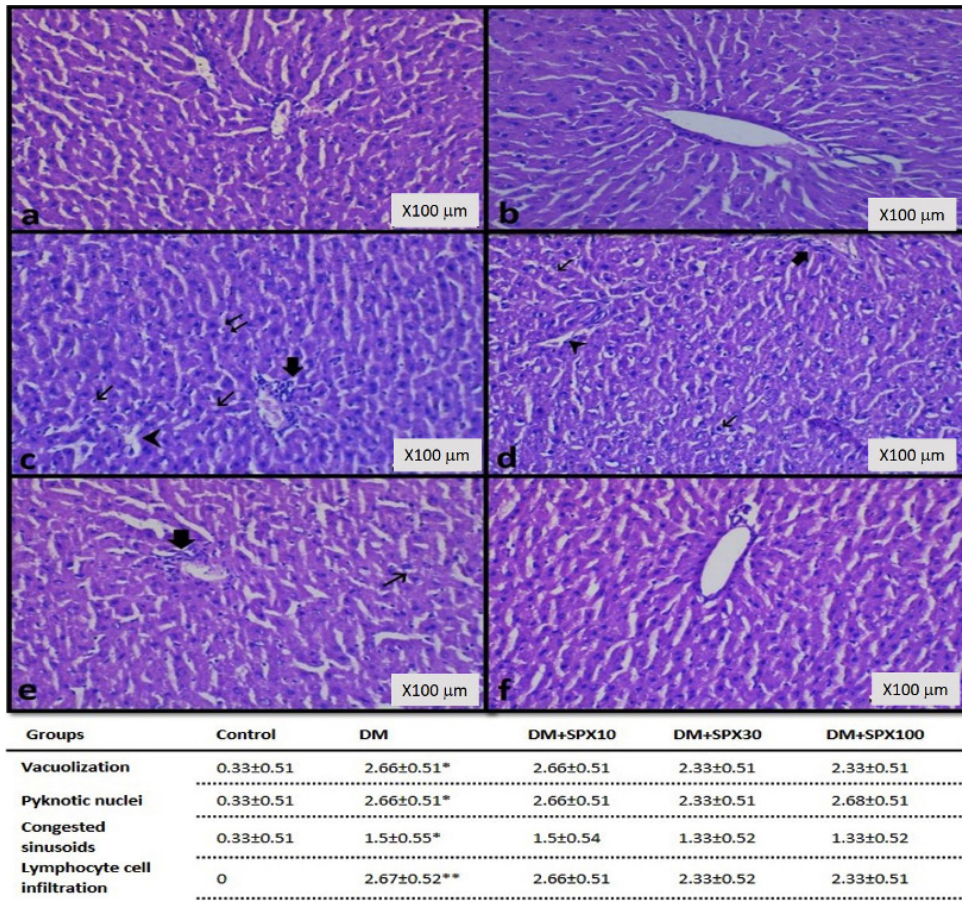 a
X100 μm
b
X100 μm
c
X100 μm
d
X100 μm
e
X100 μm
f
X100 μm
Groups Control DM DM+SPX10 DM+SPX30 DM+SPX100
Vacuolization 0.33±0.51 2.66±0.51* 2.66±0.51 2.33±0.51 2.33±0.51
Pyknotic nuclei 0.33±0.51 2.66±0.51* 2.66±0.51 2.33±0.51 2.68±0.51
Congested
sinusoids 0.33±0.51 1.5±0.55* 1.5±0.54 1.33±0.52 1.33±0.52
Lymphocyte cell
infiltration 0 2.67±0.52** 2.66±0.51 2.33±0.52 2.33±0.51